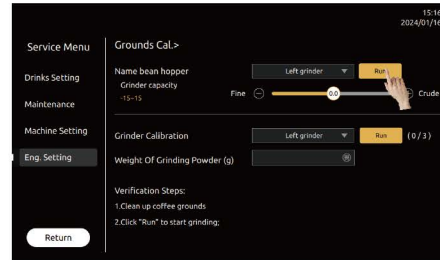 15:16
2024/01/16
Service Menu
Grounds Cal.>
Drinks Setting
Maintenance
Machine Setting
Eng. Setting
Return
Name bean hopper
Left grinder
Run
Grinder capacity
-15~15
Fine
0.0
Crude
Grinder Calibration
Left grinder
Run
(0/3)
Weight Of Grinding Powder (g)
Verification Steps:
1.Clean up coffee grounds
2.Click "Run" to start grinding;